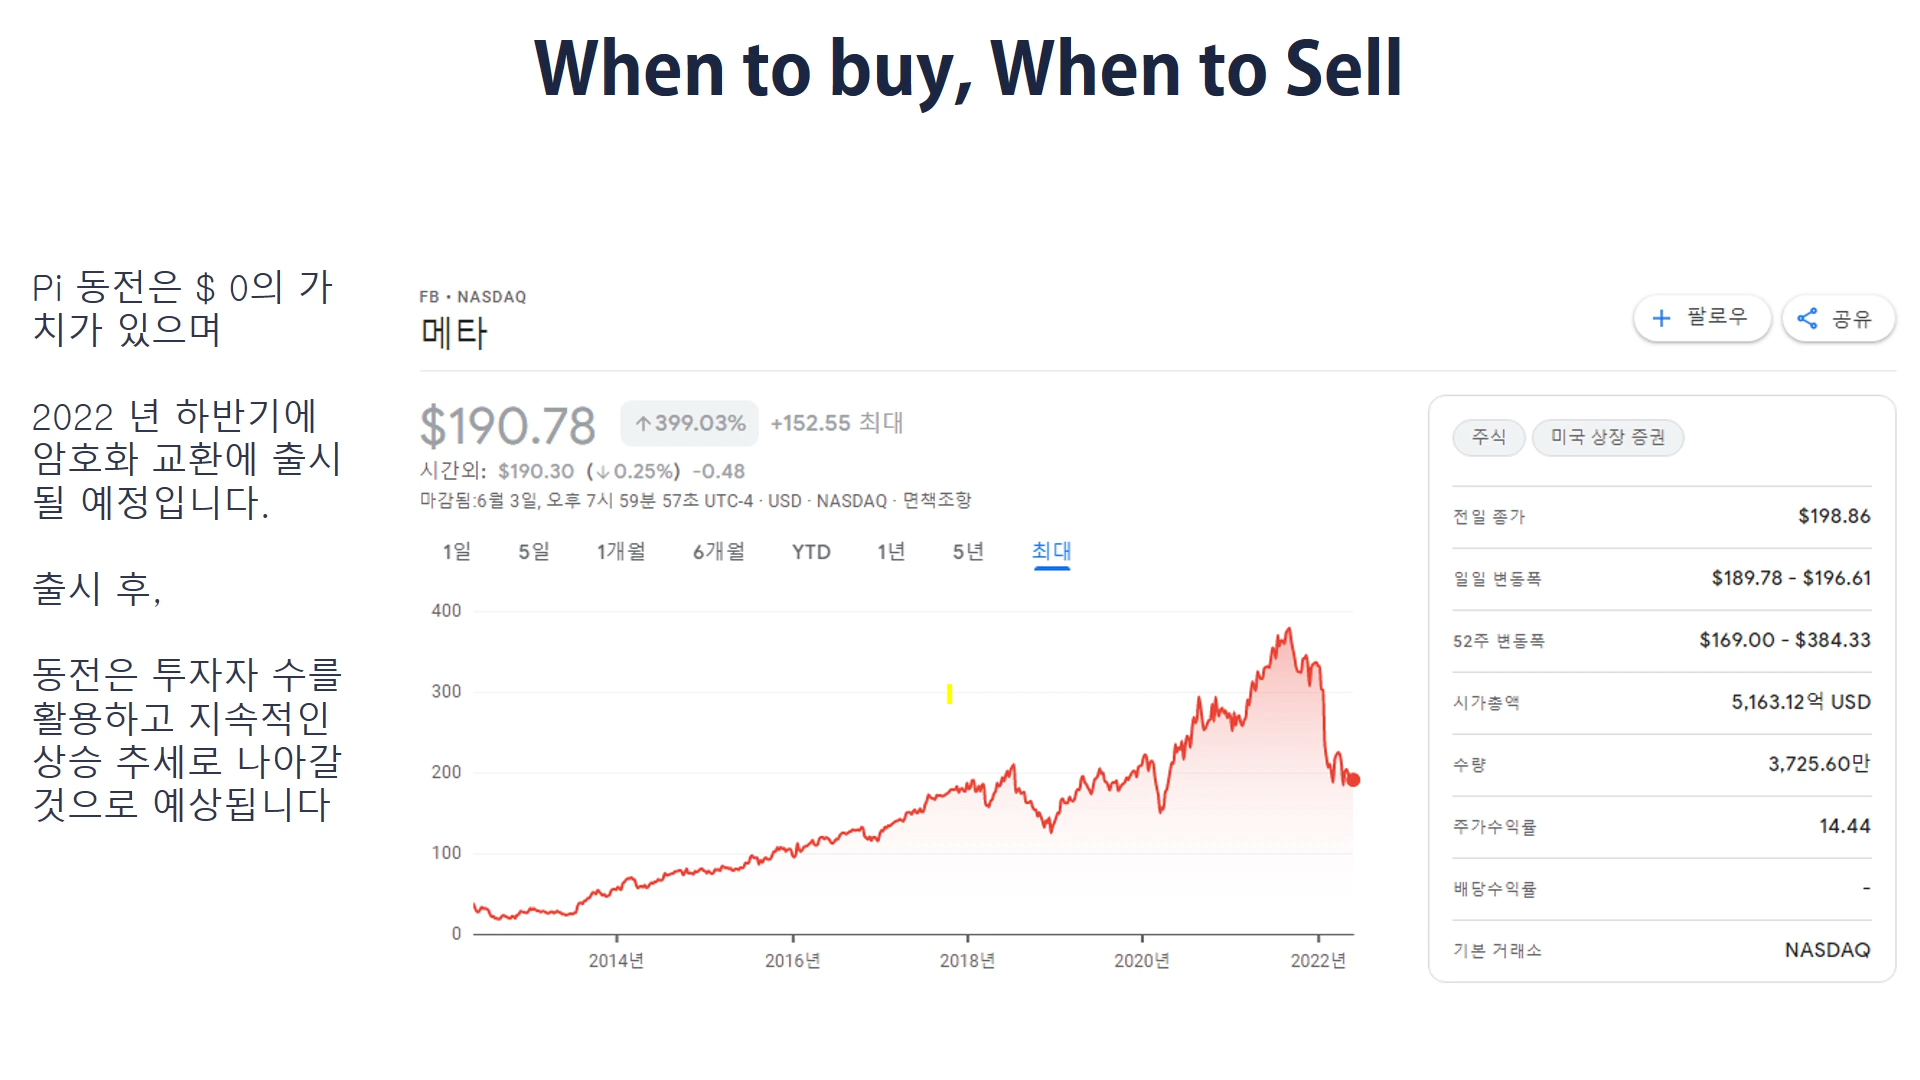 When to buy, When to Sell
Pi 동전은 $ 0의 가
치가 있으며
2022 년 하반기에
암호화 교환에 출시
될 예정입니다.
출시 후,
동전은 투자자 수를
활용하고 지속적인
상승 추세로 나아갈
것으로 예상됩니다
FB • NASDAQ
메타
+ 팔로우
공유
$190.78 ↑399.03% +152.55 최대
시간외: $190.30 (↓0.25%) -0.48
마감됨:6월 3일, 오후 7시 59분 57초 UTC-4 · USD · NASDAQ · 면책조항
1일 5일 1개월 6개월 YTD 1년 5년 최대
400
300
200
100
0
2014년 2016년 2018년 2020년 2022년
주식 미국 상장 증권
전일 종가 $198.86
일일 변동폭 $189.78 - $196.61
52주 변동폭 $169.00 - $384.33
시가총액 5,163.12억 USD
수량 3,725.60만
주가수익률 14.44
배당수익률 -
기본 거래소 NASDAQ